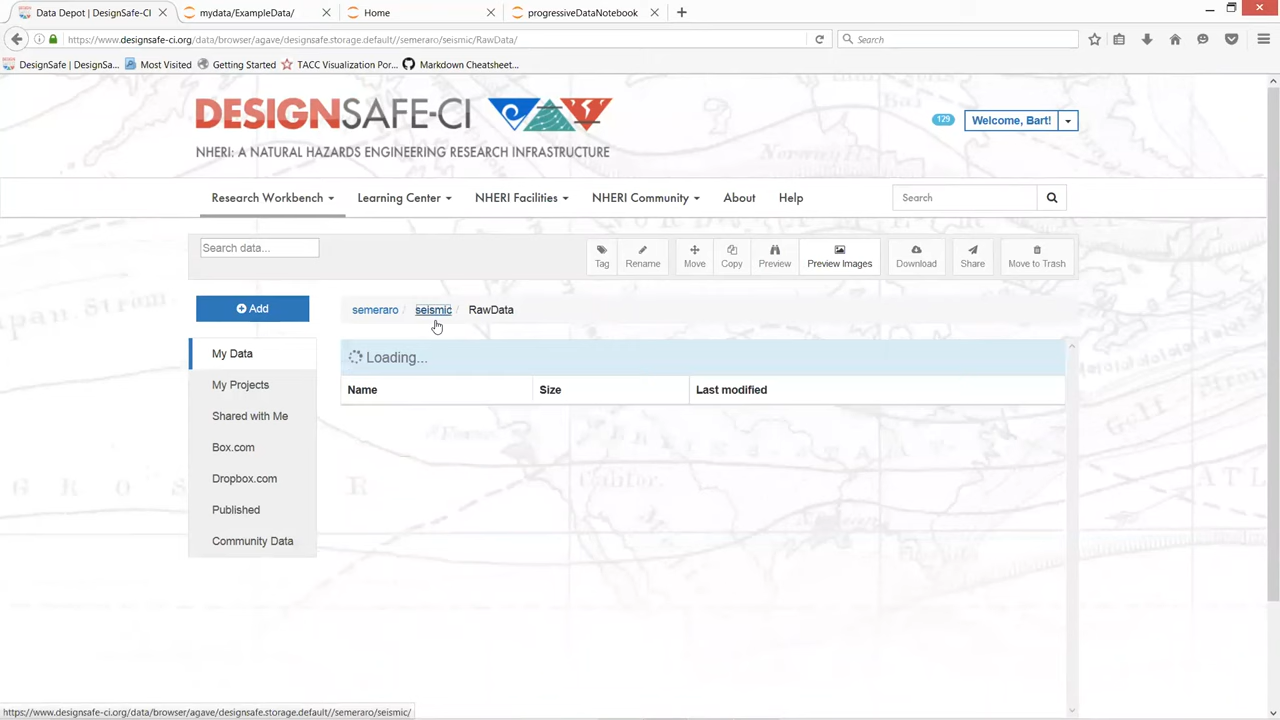 Data Depot | DesignSafe-CI
mydata/ExampleData/
Home
progressiveDataNotebook
https://www.designsafe-ci.org/data/browser/agave/designsafe.storage.default//semeraro/seismic/RawData/
Search
DesignSafe | DesignSa...
Most Visited
Getting Started
TACC Visualization Por...
Markdown Cheatsheet...
DESIGNSAFE-CI
NHERI: A NATURAL HAZARDS ENGINEERING RESEARCH INFRASTRUCTURE
129
Welcome, Bart!
Research Workbench
Learning Center
NHERI Facilities
NHERI Community
About
Help
Search
Search data...
Tag
Rename
Move
Copy
Preview
Preview Images
Download
Share
Move to Trash
Add
semeraro / seismic / RawData
My Data
My Projects
Shared with Me
Box.com
Dropbox.com
Published
Community Data
Loading...
Name
Size
Last modified
https://www.designsafe-ci.org/data/browser/agave/designsafe.storage.default//semeraro/seismic/